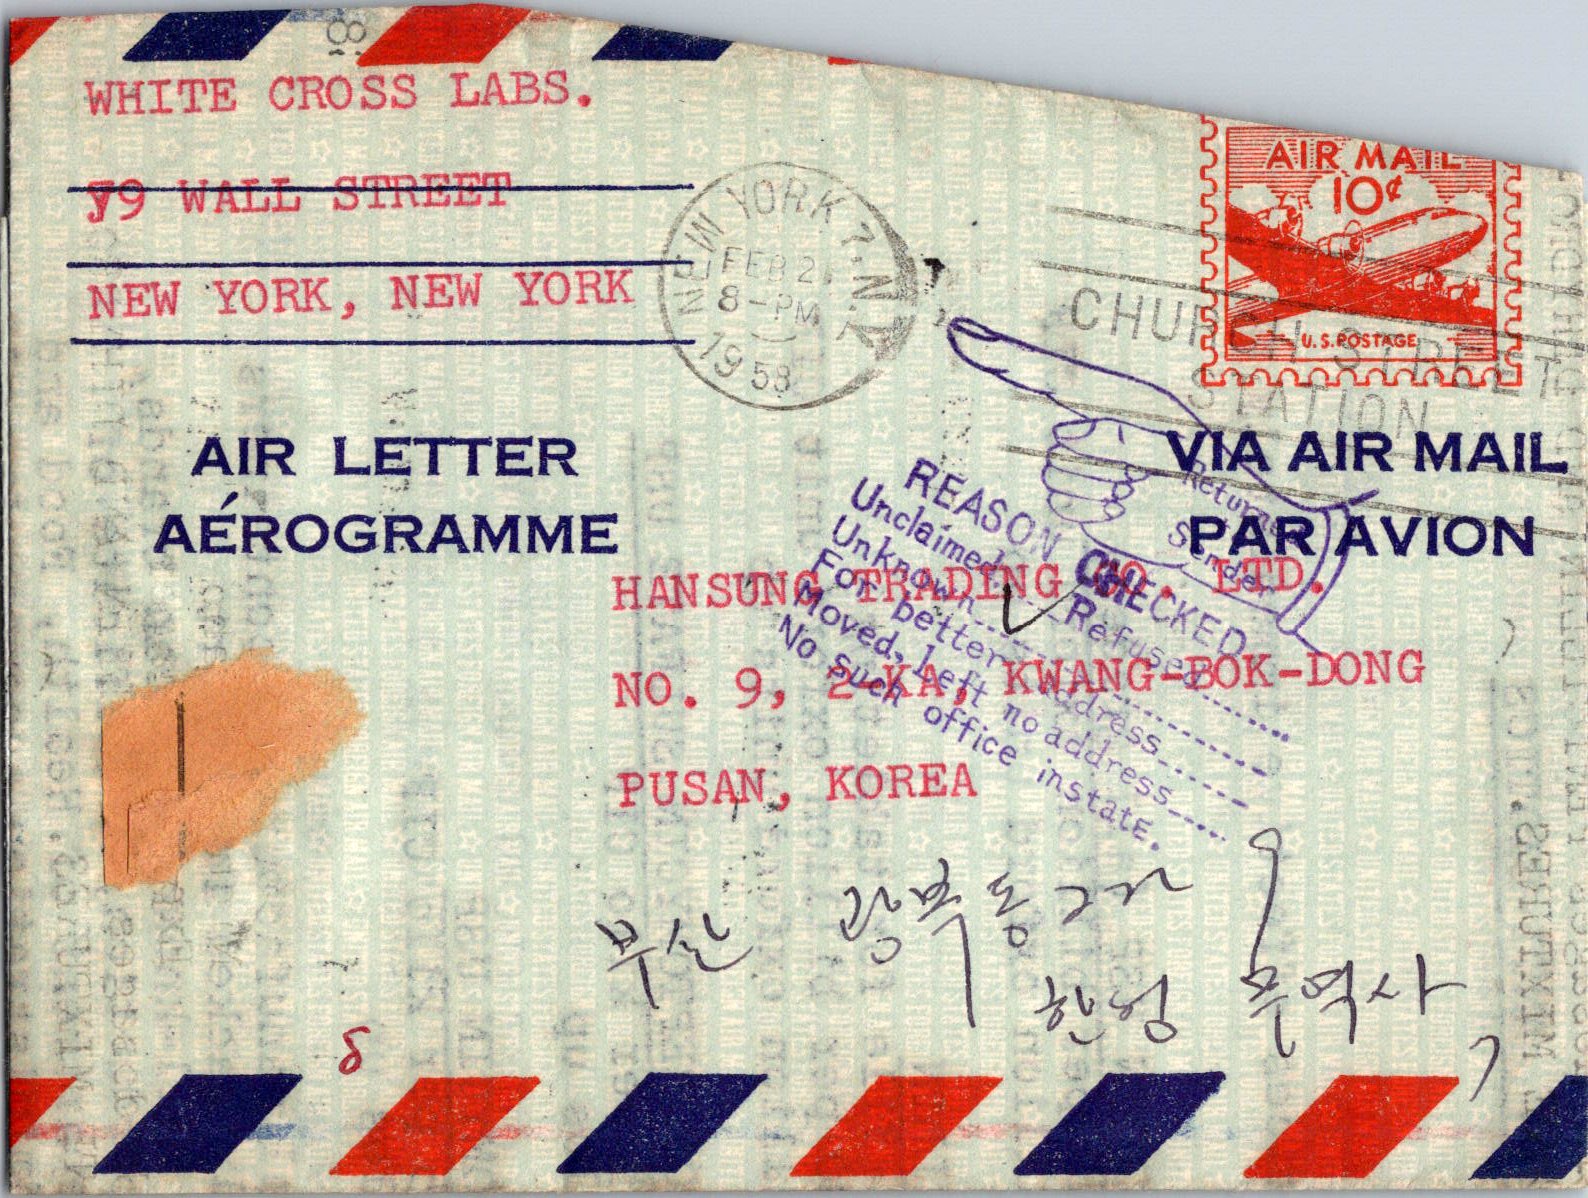 WHITE CROSS LABS.
79 WALL STREET
NEW YORK, NEW YORK
NEW YORK 7. N.Y.
FEB 2
8-PM
1958
CHURCH STREET
STATION
AIR MAIL
10¢
U.S. POSTAGE
AIR LETTER
AÉROGRAMME
VIA AIR MAIL
PAR AVION
Return
Sender
REASON CHECKED
Unclaimed Refused
Unknown
For better address
Moved, Left no address
No such office in state.
HANSUNG TRADING CO. LTD.
NO. 9, 2-KA, KWANG-BOK-DONG
PUSAN, KOREA
부산 광복동 2가 9
한성 무역사
8